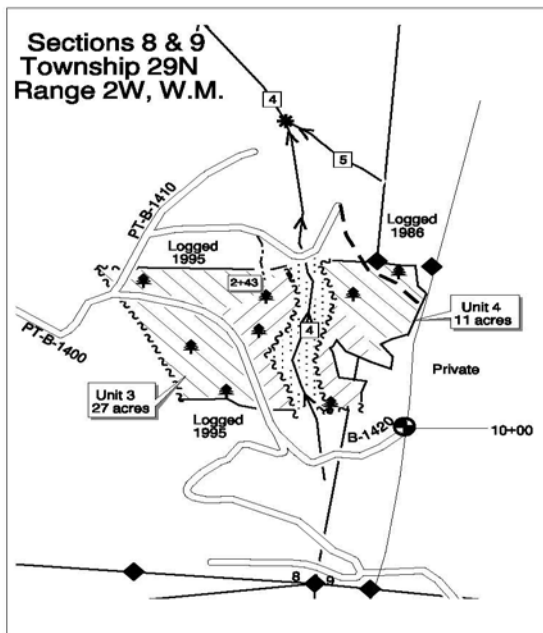 Sections 8 & 9
Township 29N
Range 2W, W.M.
4
5
PT-B-1410
Logged
1986
Logged
1995
2+43
4
Unit 4
11 acres
PT-B-1400
Private
Unit 3
27 acres
Logged
1995
B-1420
10+00
8 9